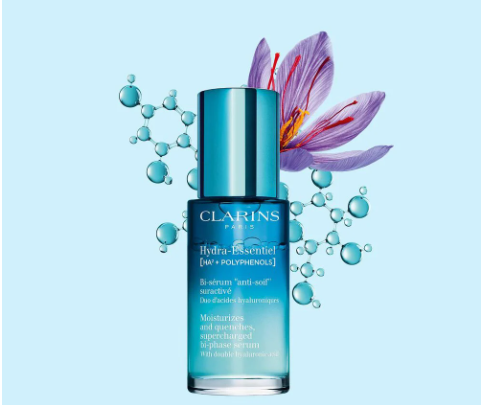 CLARINS
PARIS
Hydra-Essentiel
[HA² + POLYPHENOLS]
Bi-sérum "anti-soif"
suractivé
Duo d'acides hyaluroniques
Moisturizes
and quenches,
supercharged
bi-phase serum
With double hyaluronic acid